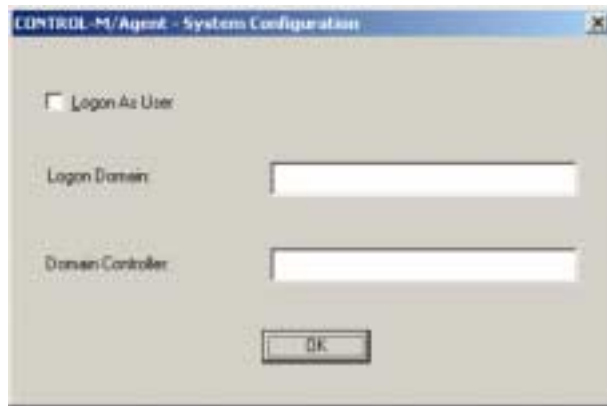 CONTROL-M/Agent - System Configuration
Logon As User
Logon Domain:
Domain Controller:
OK